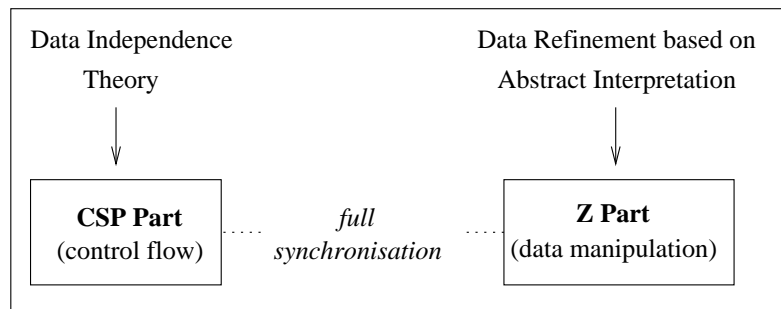 Data Independence
Theory
Data Refinement based on
Abstract Interpretation
CSP Part
(control flow)
full
synchronisation
Z Part
(data manipulation)